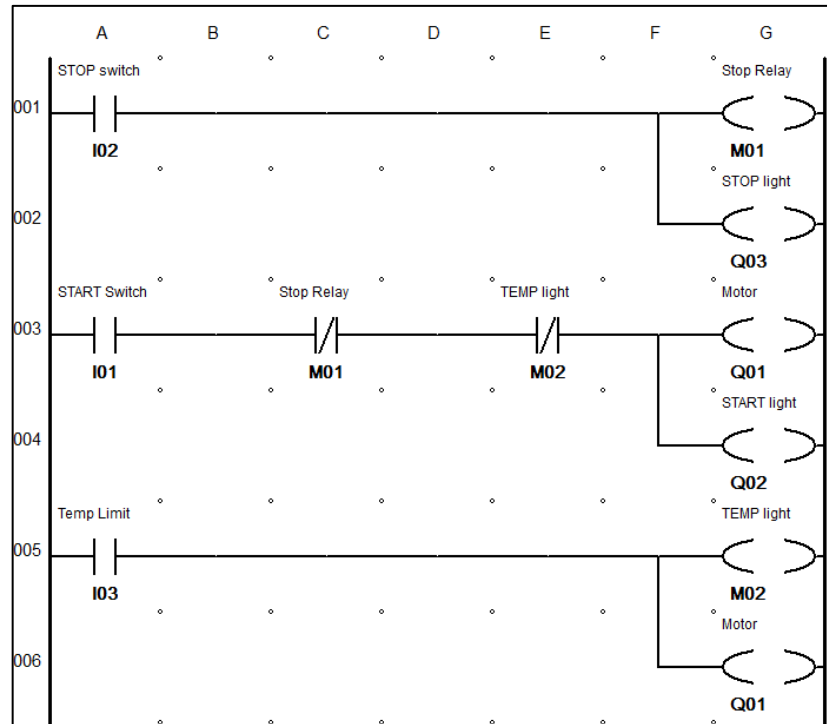 A B C D E F G
STOP switch Stop Relay
001
I02 M01
STOP light
002
Q03
START Switch Stop Relay TEMP light Motor
003
I01 M01 M02 Q01
START light
004
Q02
Temp Limit TEMP light
005
I03 M02
Motor
006
Q01